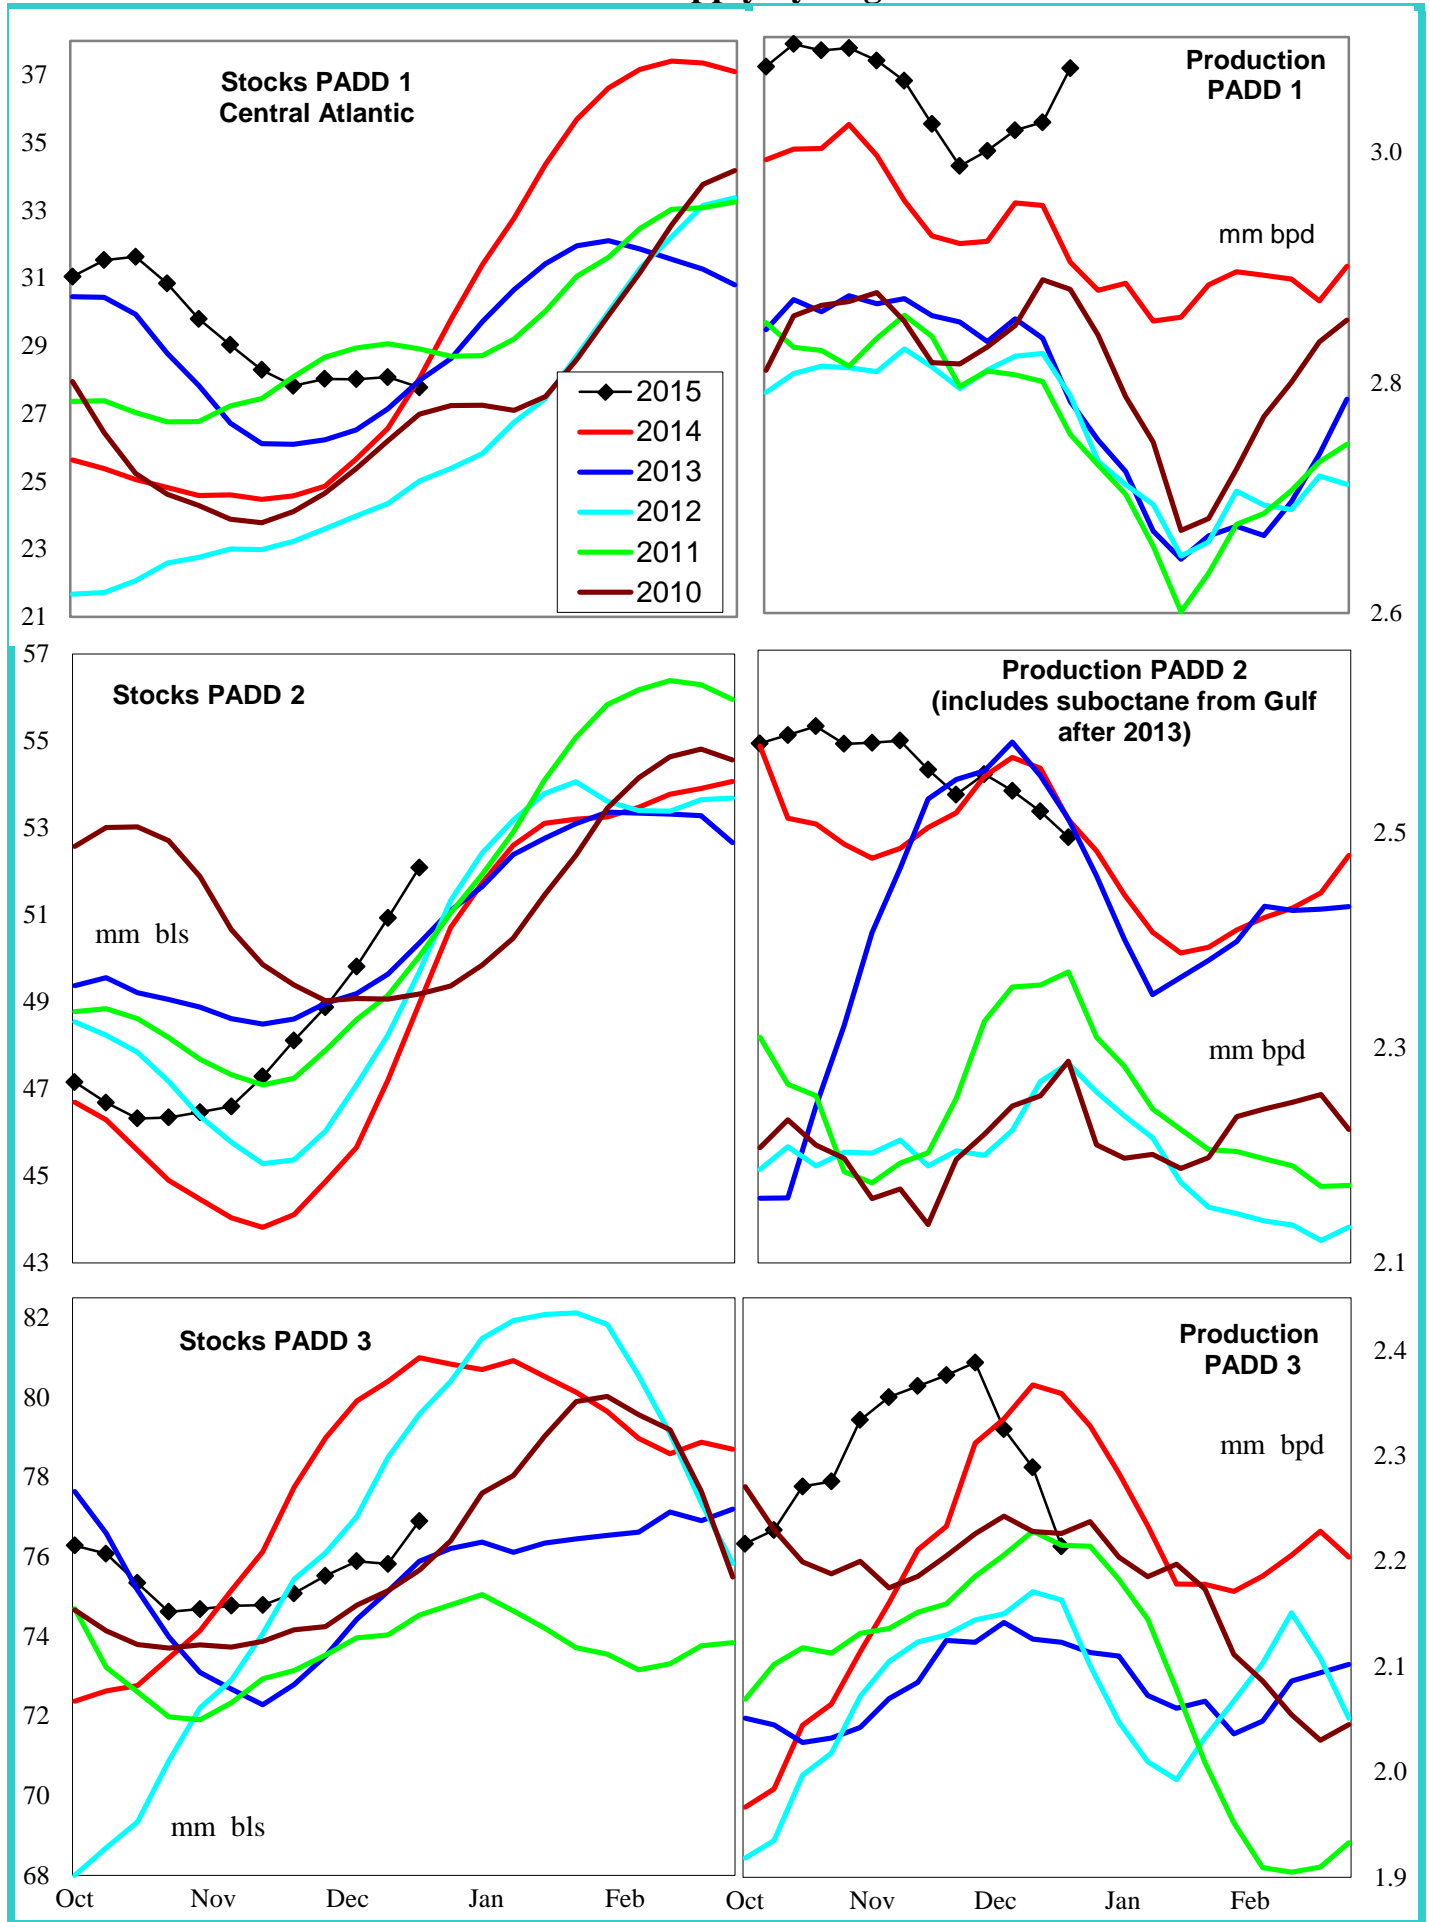 Stocks PADD 1
Central Atlantic
37
35
33
31
29
27
25
23
21
2015
2014
2013
2012
2011
2010
Production
PADD 1
mm bpd
3.0
2.8
2.6
Stocks PADD 2
mm bls
57
55
53
51
49
47
45
43
Production PADD 2
(includes suboctane from Gulf
after 2013)
mm bpd
2.5
2.3
2.1
Stocks PADD 3
mm bls
82
80
78
76
74
72
70
68
Oct Nov Dec Jan Feb
Production
PADD 3
mm bpd
2.4
2.3
2.2
2.1
2.0
1.9
Oct Nov Dec Jan Feb